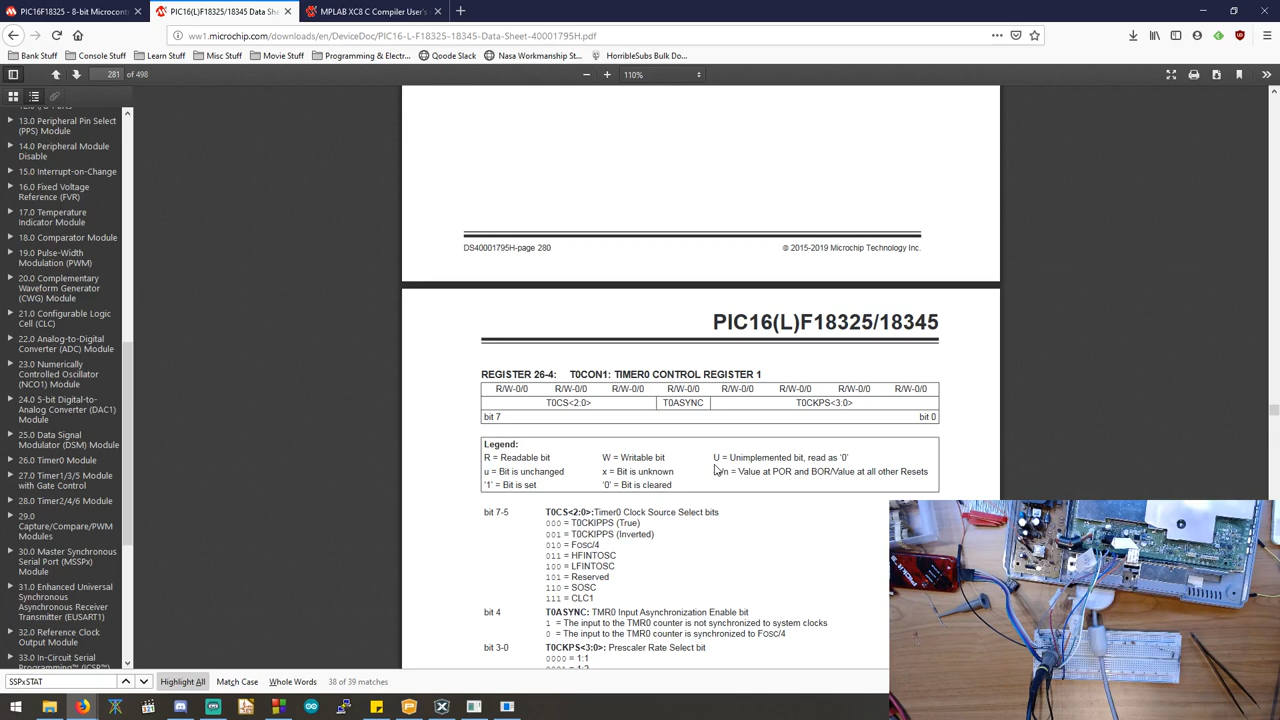 PIC16F18325 - 8-bit Microcont
PIC16(L)F18325/18345 Data She
MPLAB XC8 C Compiler User's
ww1.microchip.com/downloads/en/DeviceDoc/PIC16-L-F18325-18345-Data-Sheet-40001795H.pdf
Bank Stuff
Console Stuff
Learn Stuff
Misc Stuff
Movie Stuff
Programming & Electr...
Qode Slack
Nasa Workmanship St...
HorribleSubs Bulk Do...
281 of 498
110%
13.0 Peripheral Pin Select
(PPS) Module
14.0 Peripheral Module
Disable
15.0 Interrupt-on-Change
16.0 Fixed Voltage
Reference (FVR)
17.0 Temperature
Indicator Module
18.0 Comparator Module
19.0 Pulse-Width
Modulation (PWM)
20.0 Complementary
Waveform Generator
(CWG) Module
21.0 Configurable Logic
Cell (CLC)
22.0 Analog-to-Digital
Converter (ADC) Module
23.0 Numerically
Controlled Oscillator
(NCO1) Module
24.0 5-bit Digital-to-
Analog Converter (DAC1)
Module
25.0 Data Signal
Modulator (DSM) Module
26.0 Timer0 Module
27.0 Timer1/3/5 Module
with Gate Control
28.0 Timer2/4/6 Module
29.0
Capture/Compare/PWM
Modules
30.0 Master Synchronous
Serial Port (MSSPx)
Module
31.0 Enhanced Universal
Synchronous
Asynchronous Receiver
Transmitter (EUSART1)
32.0 Reference Clock
Output Module
33.0 In-Circuit Serial
DS40001795H-page 280
© 2015-2019 Microchip Technology Inc.
PIC16(L)F18325/18345
REGISTER 26-4: T0CON1: TIMER0 CONTROL REGISTER 1
R/W-0/0 R/W-0/0 R/W-0/0 R/W-0/0 R/W-0/0 R/W-0/0 R/W-0/0 R/W-0/0
T0CS<2:0> T0ASYNC T0CKPS<3:0>
bit 7 bit 0
Legend:
R = Readable bit W = Writable bit U = Unimplemented bit, read as '0'
u = Bit is unchanged x = Bit is unknown /n = Value at POR and BOR/Value at all other Resets
'1' = Bit is set '0' = Bit is cleared
bit 7-5 T0CS<2:0>:Timer0 Clock Source Select bits
000 = T0CKIPPS (True)
001 = T0CKIPPS (Inverted)
010 = FOSC/4
011 = HFINTOSC
100 = LFINTOSC
101 = Reserved
110 = SOSC
111 = CLC1
bit 4 T0ASYNC: TMR0 Input Asynchronization Enable bit
1 = The input to the TMR0 counter is not synchronized to system clocks
0 = The input to the TMR0 counter is synchronized to FOSC/4
bit 3-0 T0CKPS<3:0>: Prescaler Rate Select bit
0000 = 1:1
SSPxSTAT
Highlight All
Match Case
Whole Words
38 of 39 matches